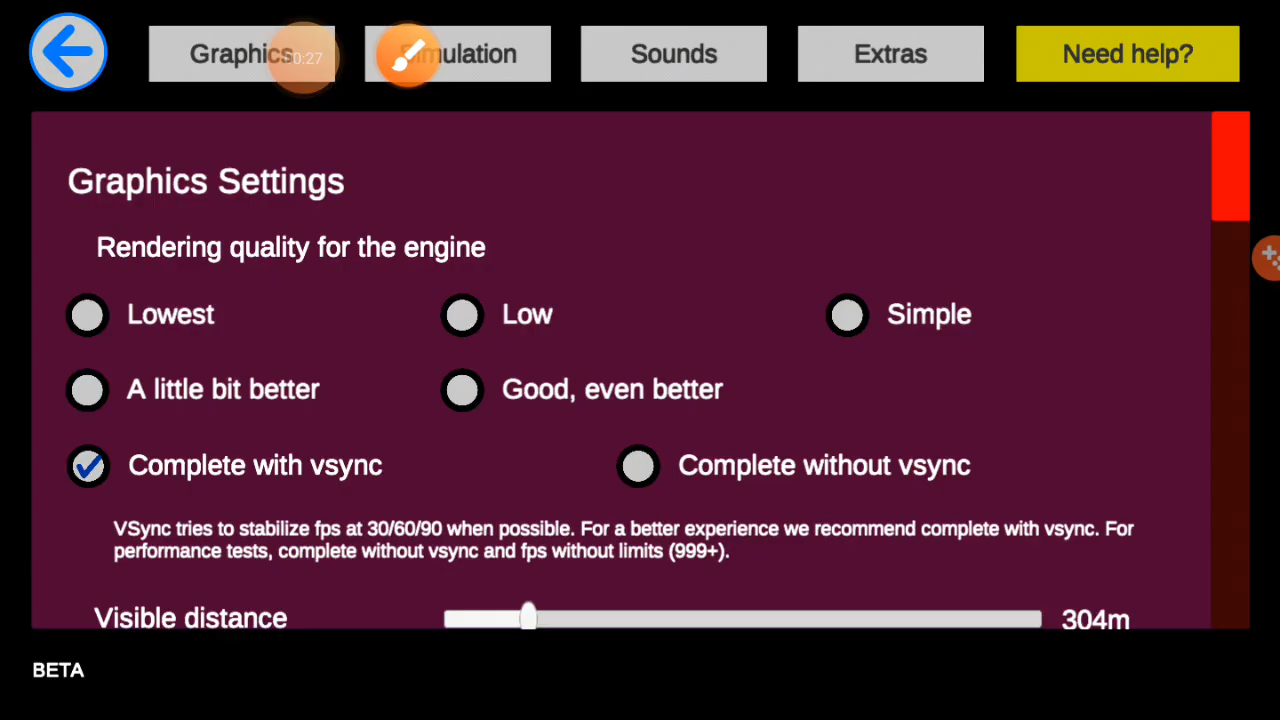 Graphics
Simulation
Sounds
Extras
Need help?
Graphics Settings
Rendering quality for the engine
Lowest
Low
Simple
A little bit better
Good, even better
Complete with vsync
Complete without vsync
VSync tries to stabilize fps at 30/60/90 when possible. For a better experience we recommend complete with vsync. For
performance tests, complete without vsync and fps without limits (999+).
Visible distance
304m
BETA